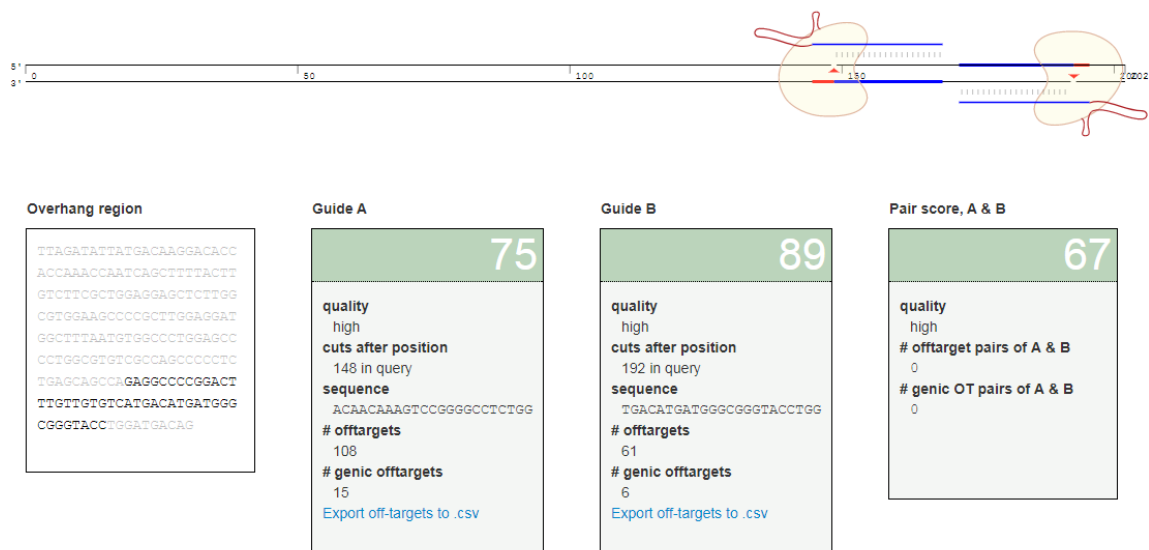 5'
3'
0
50
100
150
Overhang region
TTAGATATTATGACAAGGACACC
ACCAAACCAATCAGCTTTTACTT
GTCTTCGCTGGAGGAGCTCTTGG
CGTGGAAGCCCCGCTTGGAGGAT
GGCTTTAATGTGGCCCTGGAGCC
CCTGGCGTGTCGCCAGCCCCCTC
TGAGCAGCCAGAGGCCCCGGACT
TTGTTGTGTCATGACATGATGGG
CGGGTACCTGGATGACAG
Guide A
75
quality
high
cuts after position
148 in query
sequence
ACAACAAAGTCCGGGGCCTCTGG
# offtargets
108
# genic offtargets
15
Export off-targets to .csv
Guide B
89
quality
high
cuts after position
192 in query
sequence
TGACATGATGGGCGGGTACCTGG
# offtargets
61
# genic offtargets
6
Export off-targets to .csv
Pair score, A & B
67
quality
high
# offtarget pairs of A & B
0
# genic OT pairs of A & B
0